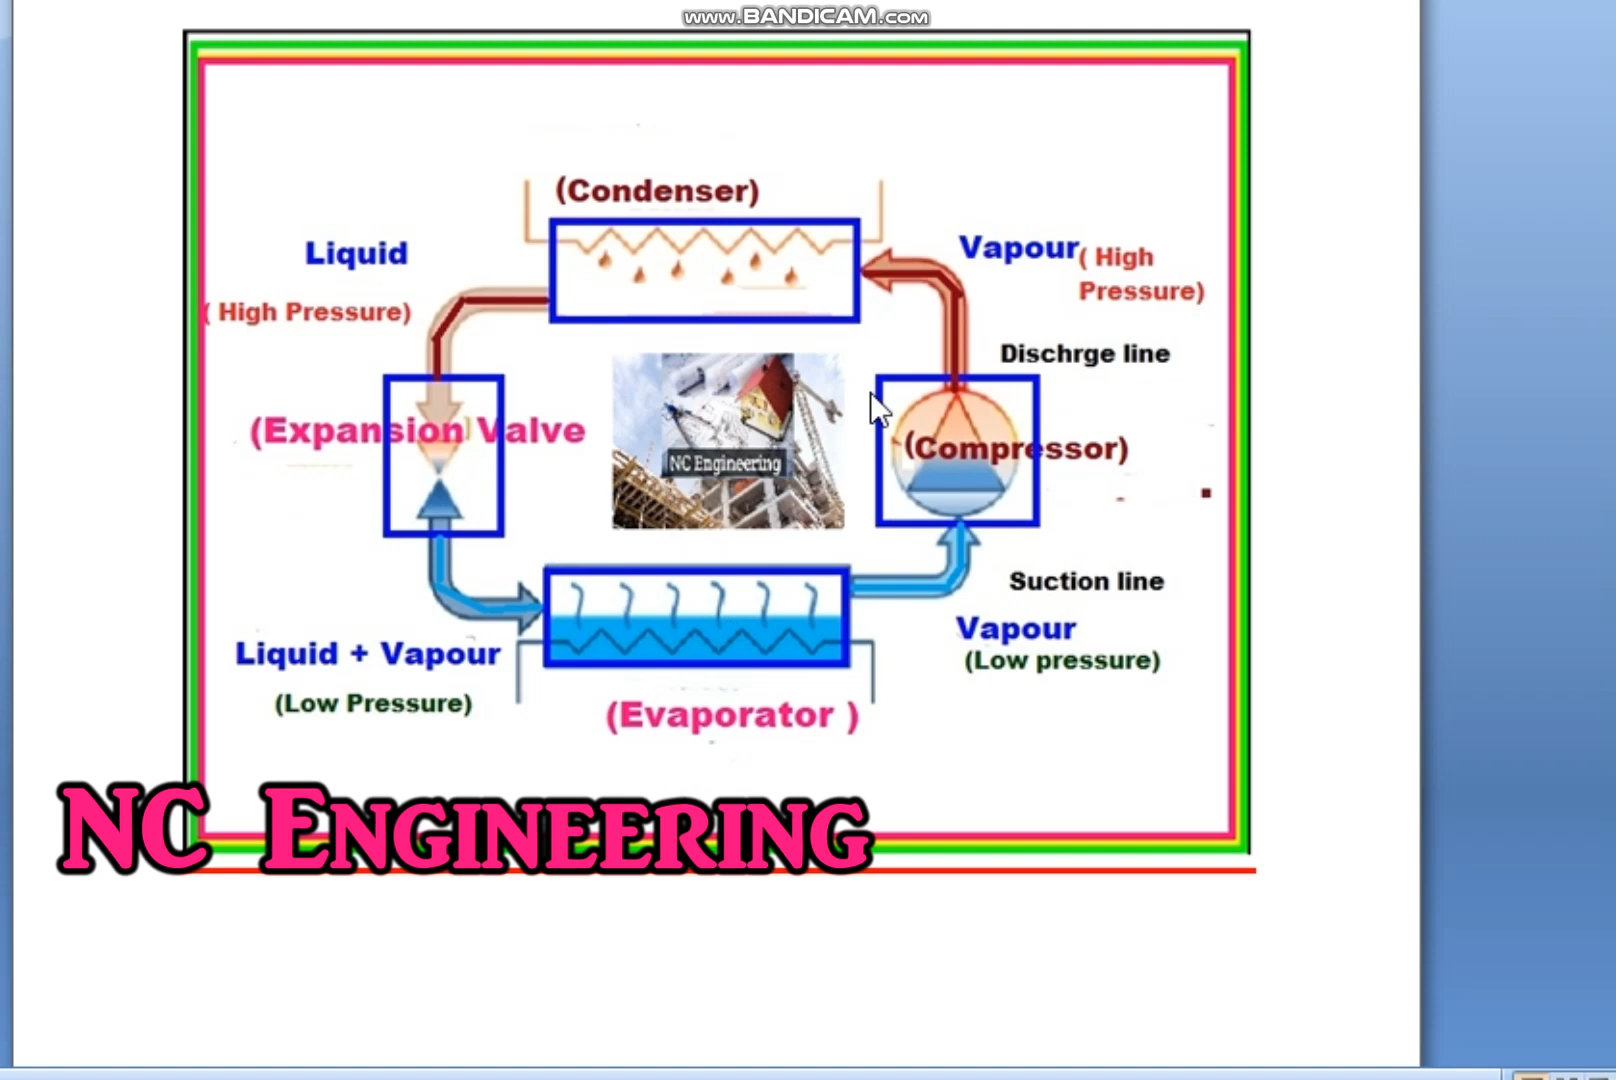 www.BANDICAM.com
(Condenser)
Liquid
( High Pressure)
Vapour( High
Pressure)
Dischrge line
(Expansion Valve
NC Engineering
(Compressor)
Suction line
Vapour
(Low pressure)
Liquid + Vapour
(Low Pressure)
(Evaporator )
NC ENGINEERING